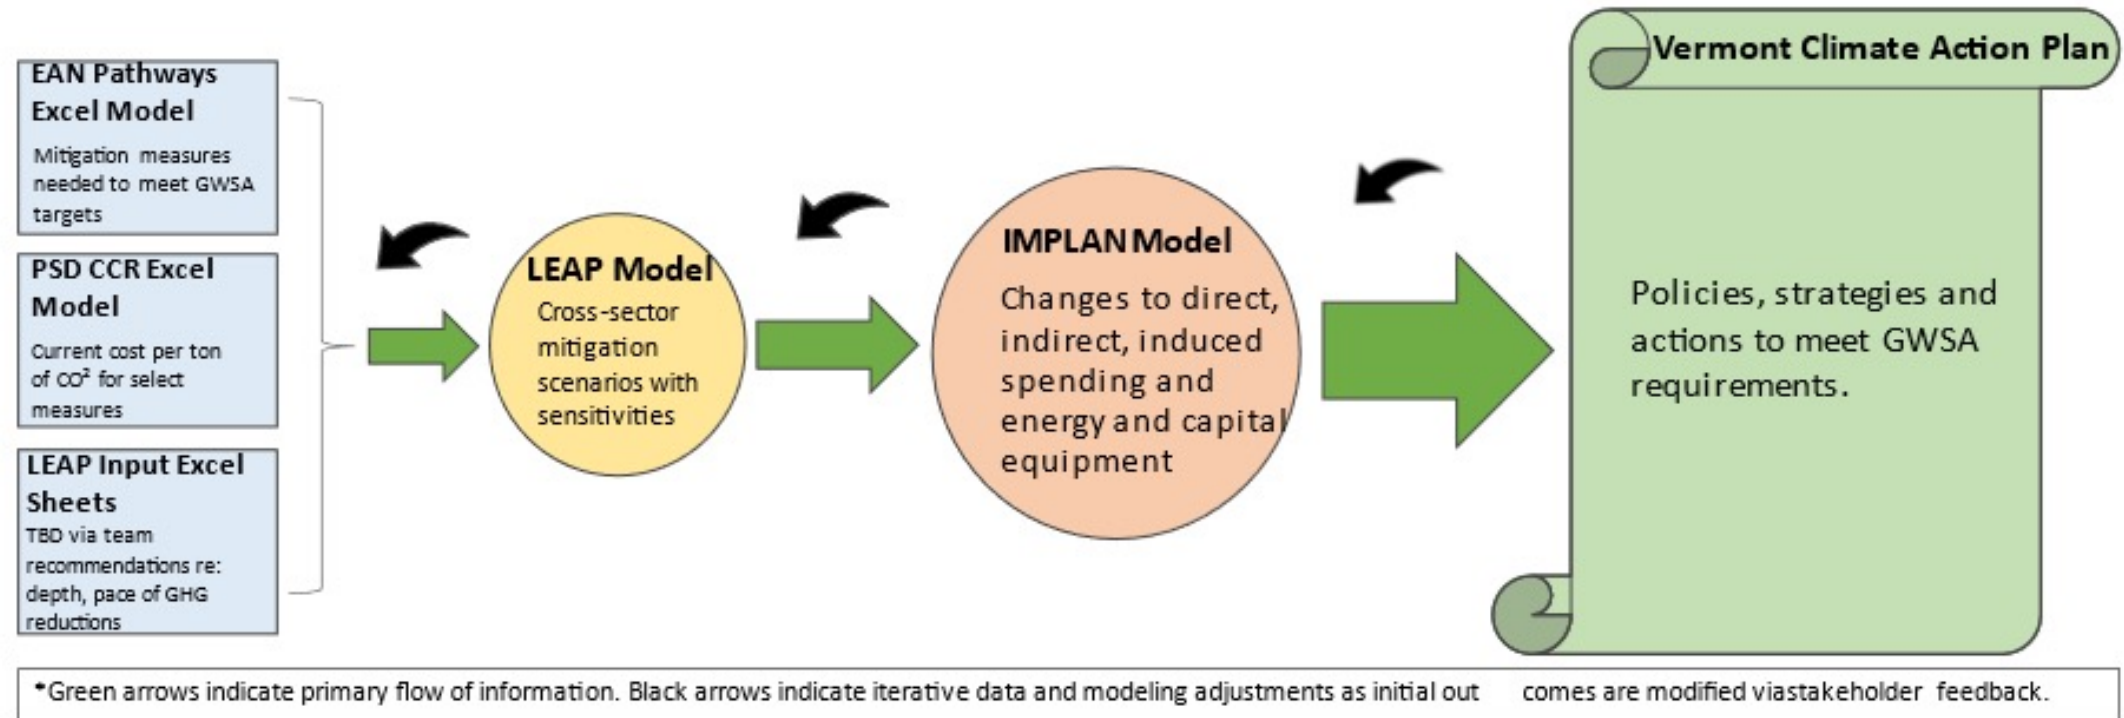 EAN Pathways
Excel Model
Mitigation measures
needed to meet GWSA
targets
PSD CCR Excel
Model
Current cost per ton
of CO² for select
measures
LEAP Input Excel
Sheets
TBD via team
recommendations re:
depth, pace of GHG
reductions
LEAP Model
Cross-sector
mitigation
scenarios with
sensitivities
IMPLAN Model
Changes to direct,
indirect, induced
spending and
energy and capital
equipment
Vermont Climate Action Plan
Policies, strategies and
actions to meet GWSA
requirements.
*Green arrows indicate primary flow of information. Black arrows indicate iterative data and modeling adjustments as initial out comes are modified viastakeholder feedback.